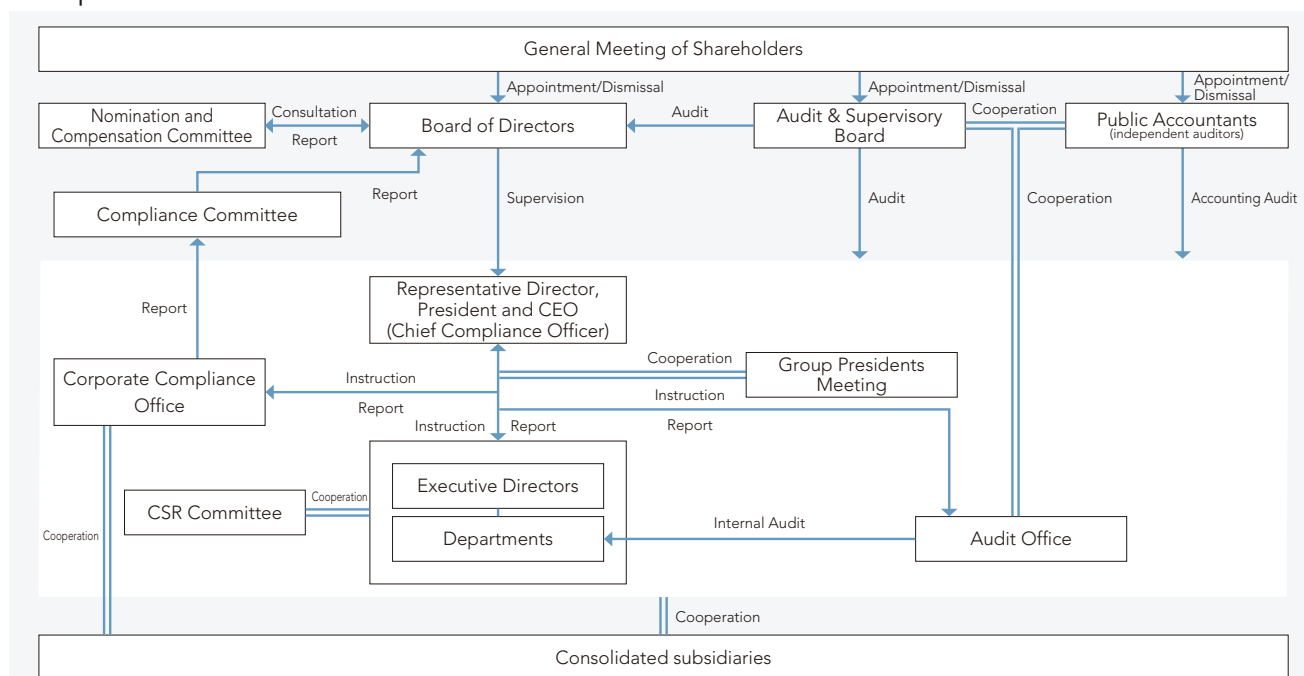 General Meeting of Shareholders
Appointment/Dismissal
Appointment/Dismissal
Appointment/
Dismissal
Nomination and
Compensation Committee
Consultation
Report
Board of Directors
Audit
Audit & Supervisory
Board
Cooperation
Public Accountants
(independent auditors)
Report
Compliance Committee
Supervision
Audit
Cooperation
Accounting Audit
Report
Representative Director,
President and CEO
(Chief Compliance Officer)
Corporate Compliance
Office
Instruction
Report
Cooperation
Group Presidents
Meeting
Instruction
Report
Instruction
Report
Executive Directors
CSR Committee
Cooperation
Departments
Internal Audit
Audit Office
Cooperation
Cooperation
Consolidated subsidiaries